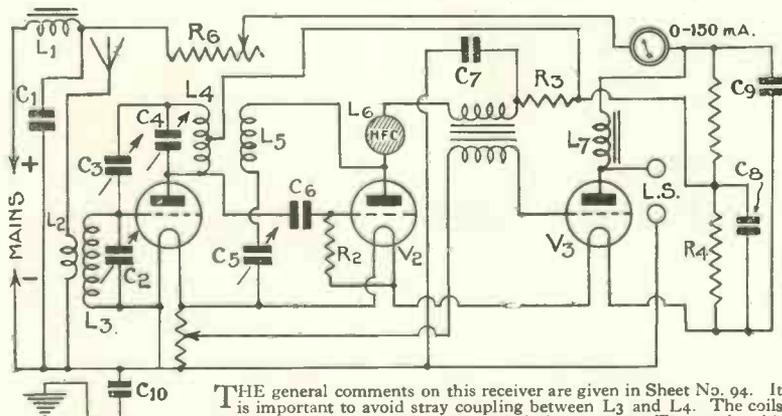 R6
0-150 mA.
L1
C1
C4
L4
C7
R3
C9
L5
L6
HFC
L7
C3
C8
+
MAINS
-
L2
C6
L.S.
C2
C5
R2
V2
V3
R4
L3
C10
THE general comments on this receiver are given in Sheet No. 94. It
is important to avoid stray coupling between L3 and L4. The coils